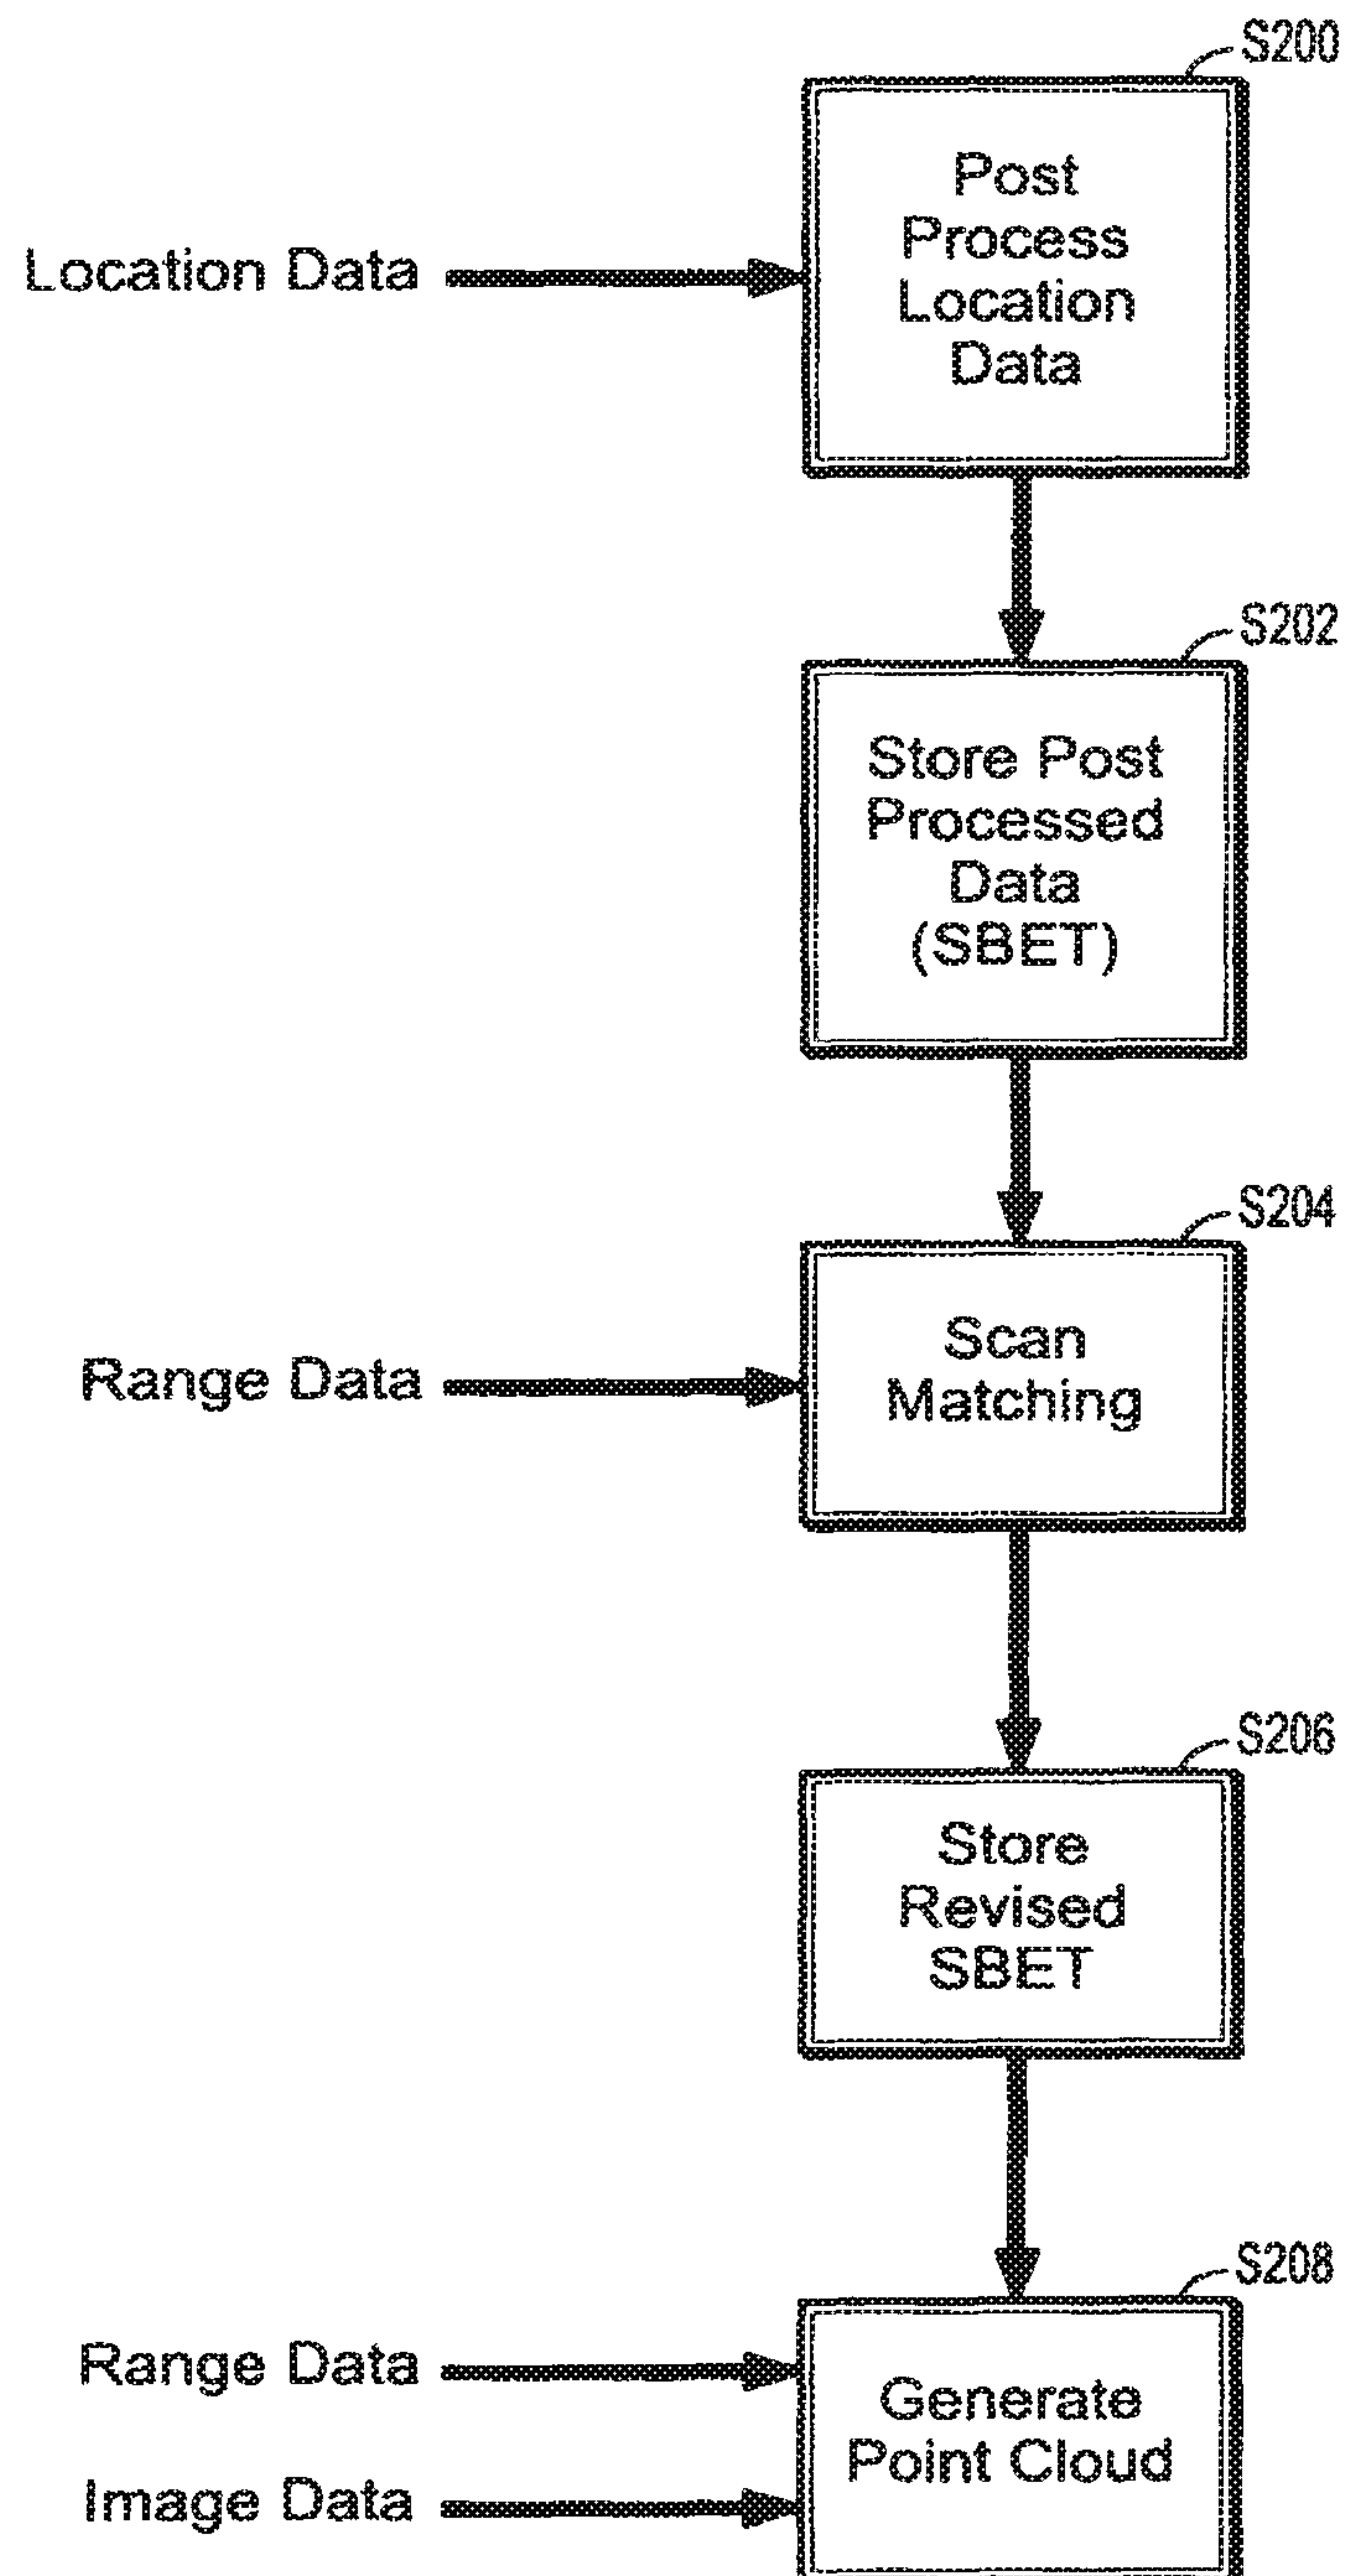 S200
Post
Process
Location
Data
Location Data
S202
Store Post
Processed
Data
(SBET)
S204
Scan
Matching
Range Data
S206
Store
Revised
SBET
S208
Range Data
Generate
Point Cloud
Image Data